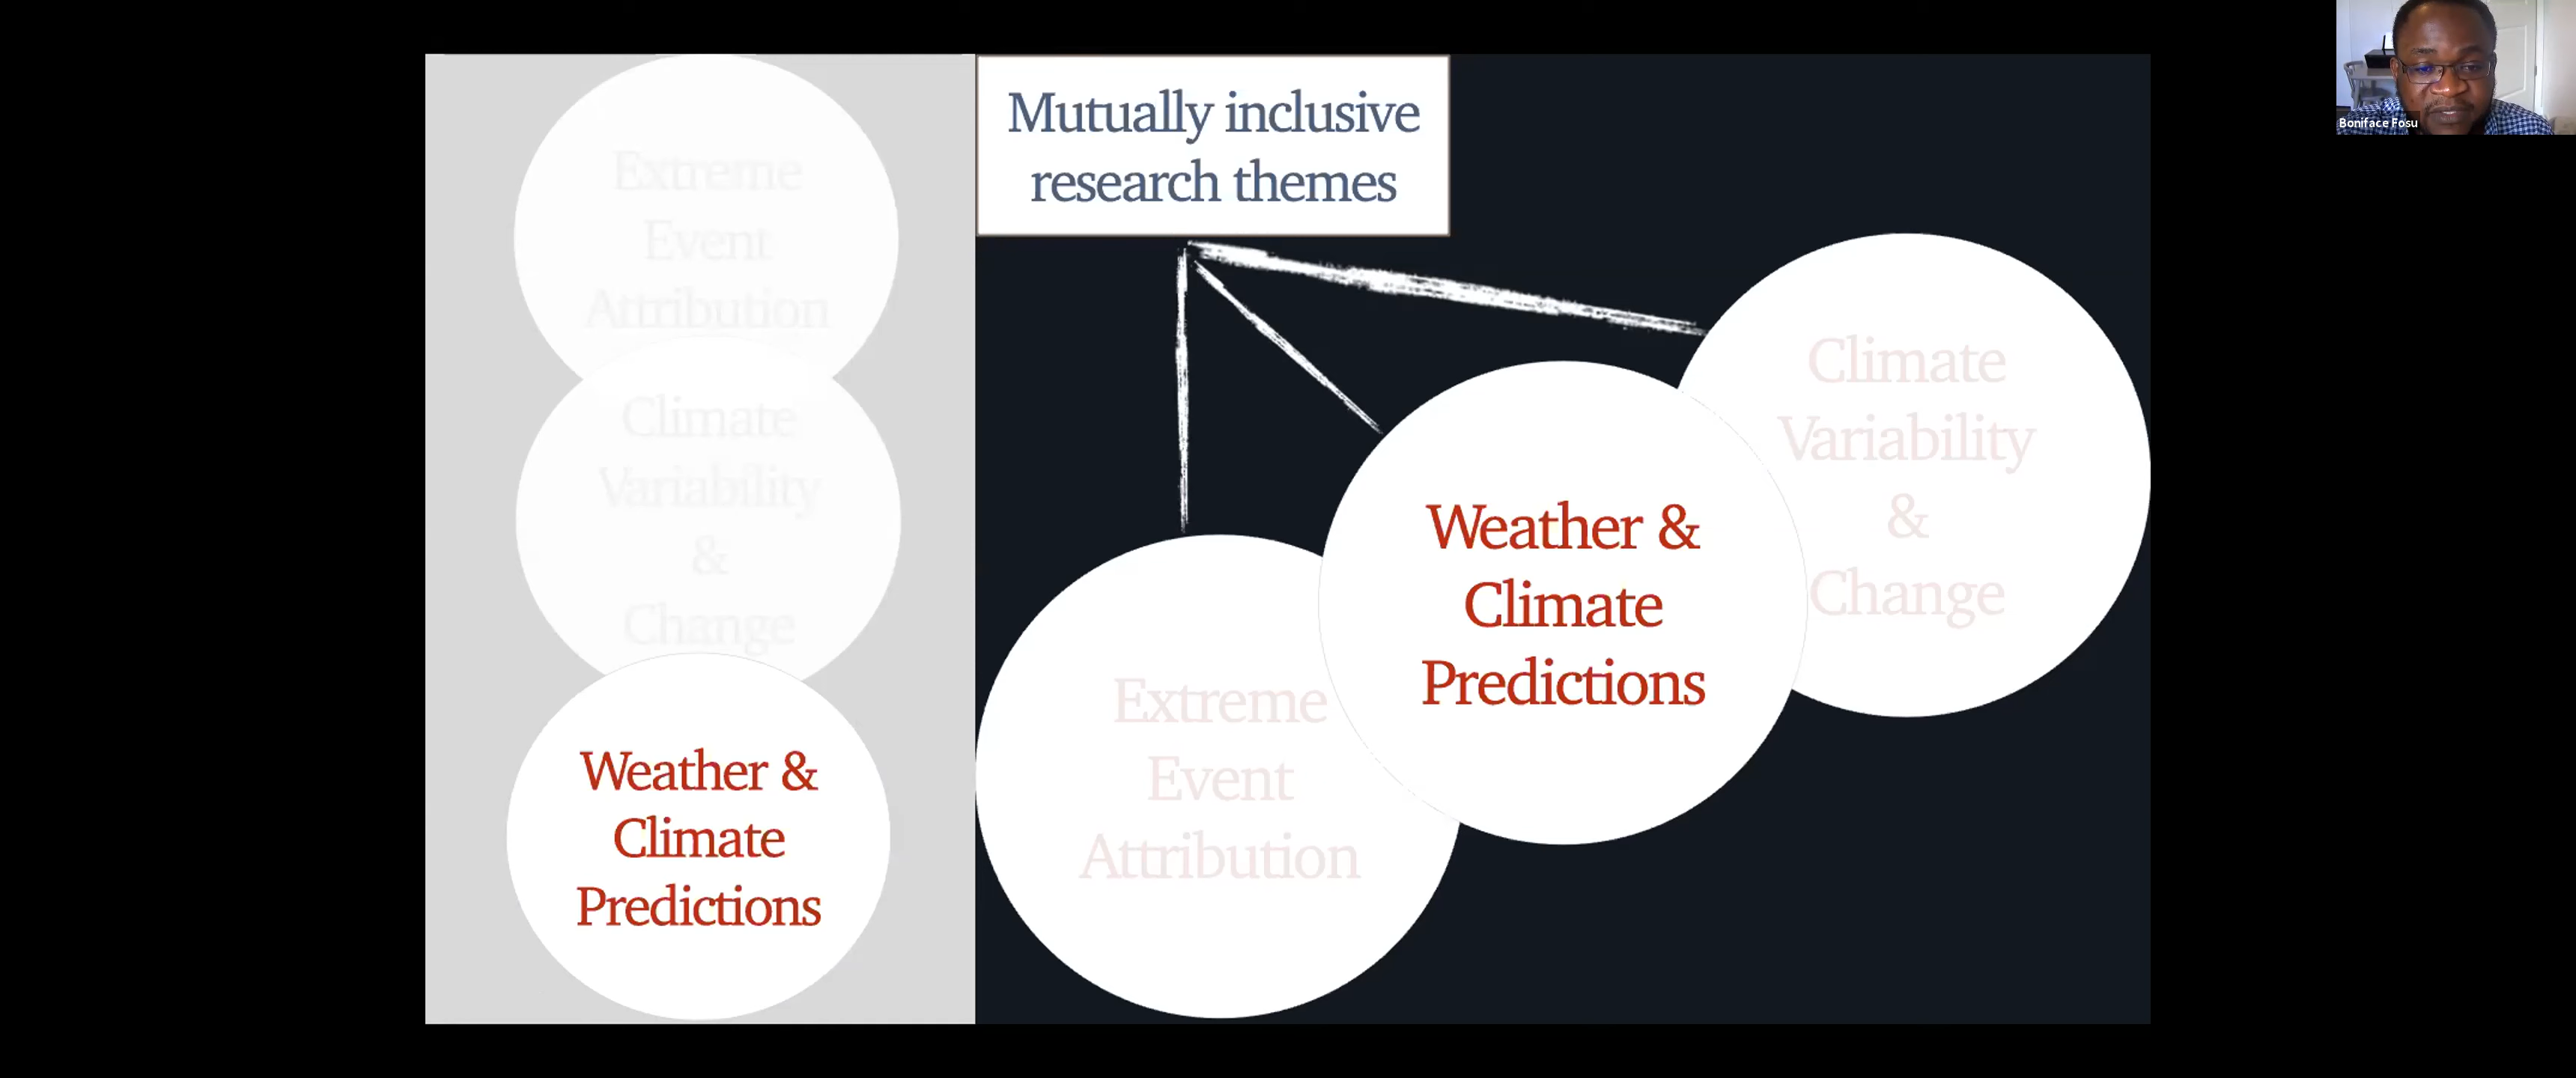 Extreme
Event
Attribution
Climate
Variability
&
Change
Weather &
Climate
Predictions
Mutually inclusive
research themes
Climate
Variability
&
Change
Weather &
Climate
Predictions
Extreme
Event
Attribution
Boniface Fosu